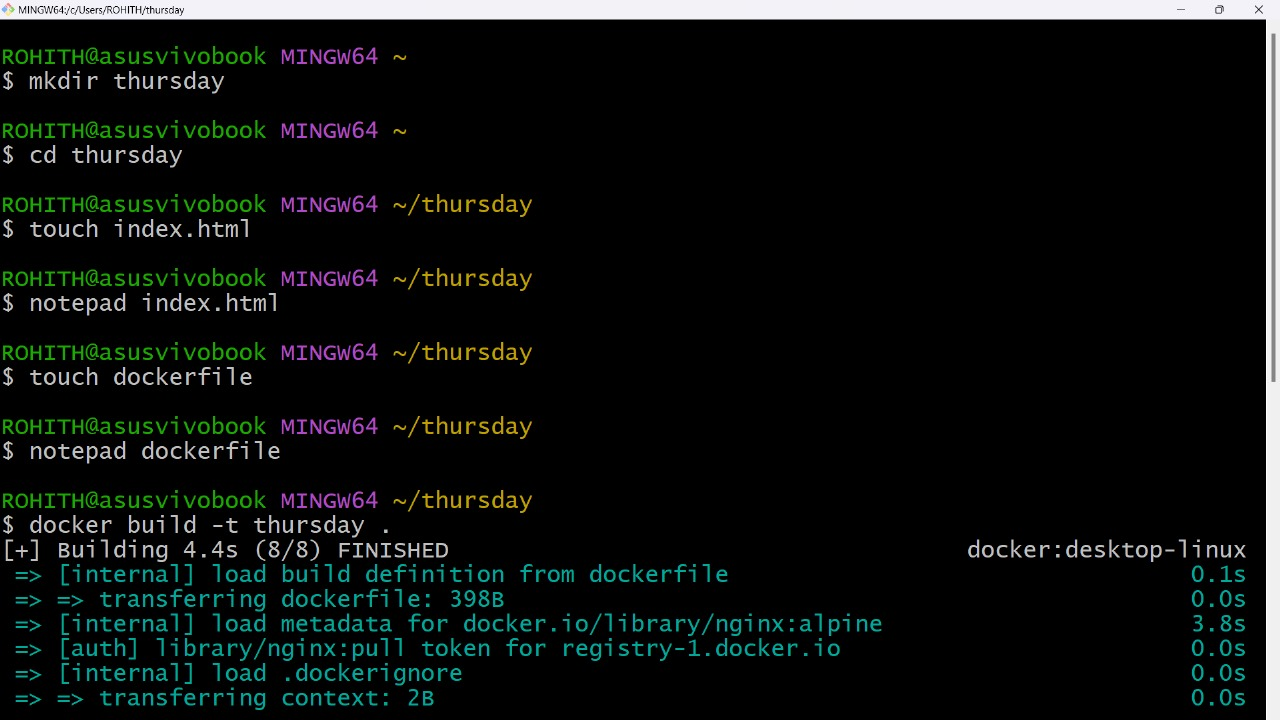 MINGW64:/c/Users/ROHITH/thursday
ROHITH@asusvivobook MINGW64 ~
$ mkdir thursday
ROHITH@asusvivobook MINGW64 ~
$ cd thursday
ROHITH@asusvivobook MINGW64 ~/thursday
$ touch index.html
ROHITH@asusvivobook MINGW64 ~/thursday
$ notepad index.html
ROHITH@asusvivobook MINGW64 ~/thursday
$ touch dockerfile
ROHITH@asusvivobook MINGW64 ~/thursday
$ notepad dockerfile
ROHITH@asusvivobook MINGW64 ~/thursday
$ docker build -t thursday .
[+] Building 4.4s (8/8) FINISHED docker:desktop-linux
=> [internal] load build definition from dockerfile 0.1s
=> => transferring dockerfile: 398B 0.0s
=> [internal] load metadata for docker.io/library/nginx:alpine 3.8s
=> [auth] library/nginx:pull token for registry-1.docker.io 0.0s
=> [internal] load .dockerignore 0.0s
=> => transferring context: 2B 0.0s